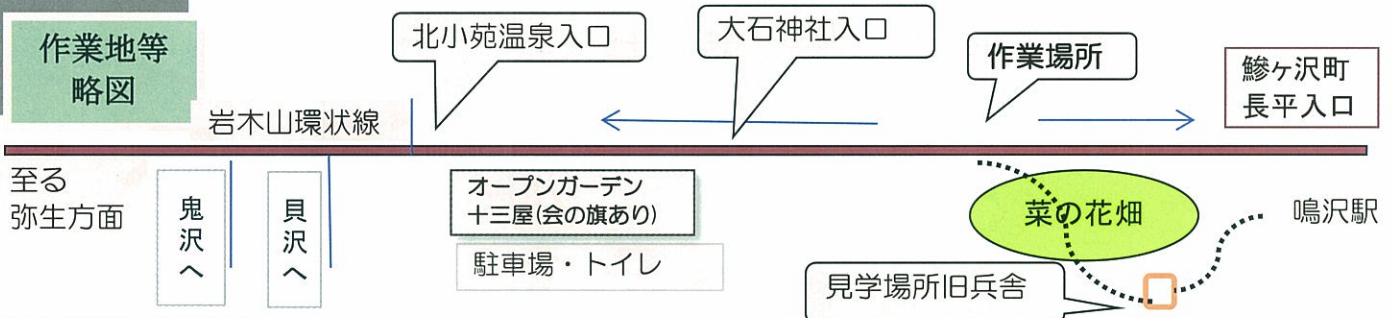 作業地等
略図
北小苑温泉入口
大石神社入口
作業場所
鰺ヶ沢町
長平入口
岩木山環状線
至る
弥生方面
鬼沢へ
貝沢へ
オープンガーデン
十三屋(会の旗あり)
駐車場・トイレ
菜の花畑
鳴沢駅
見学場所旧兵舎